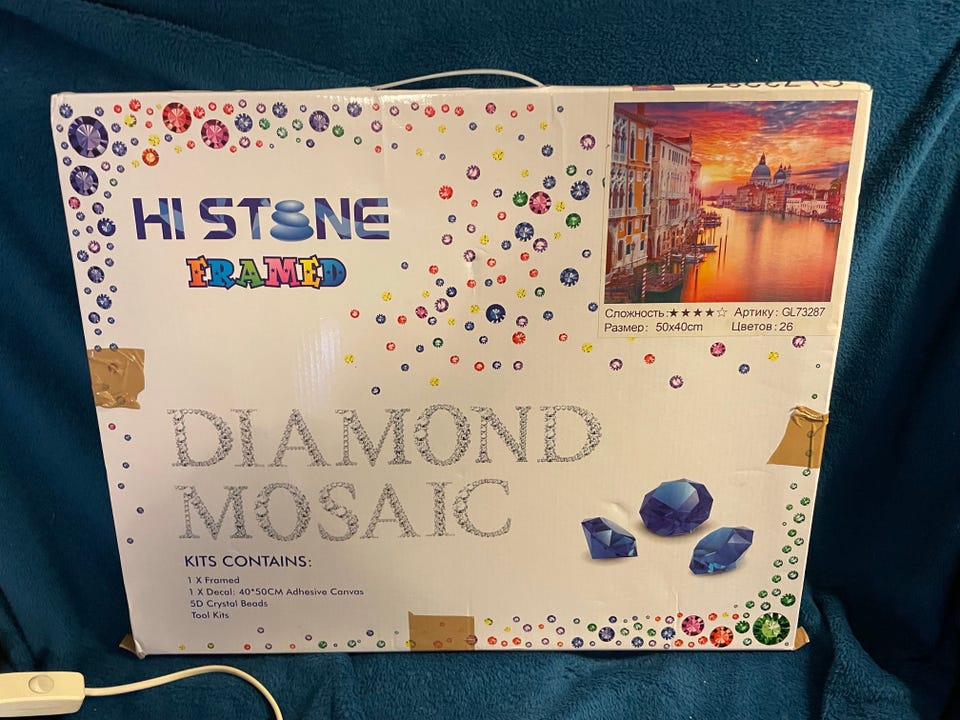 HI STONE
FRAMED
Сложность:★★★★☆ Артику: GL73287
Размер: 50x40cm Цветов: 26
DIAMOND
MOSAIC
KITS CONTAINS:
1 X Framed
1 X Decal: 40*50CM Adhesive Canvas
5D Crystal Beads
Tool Kits